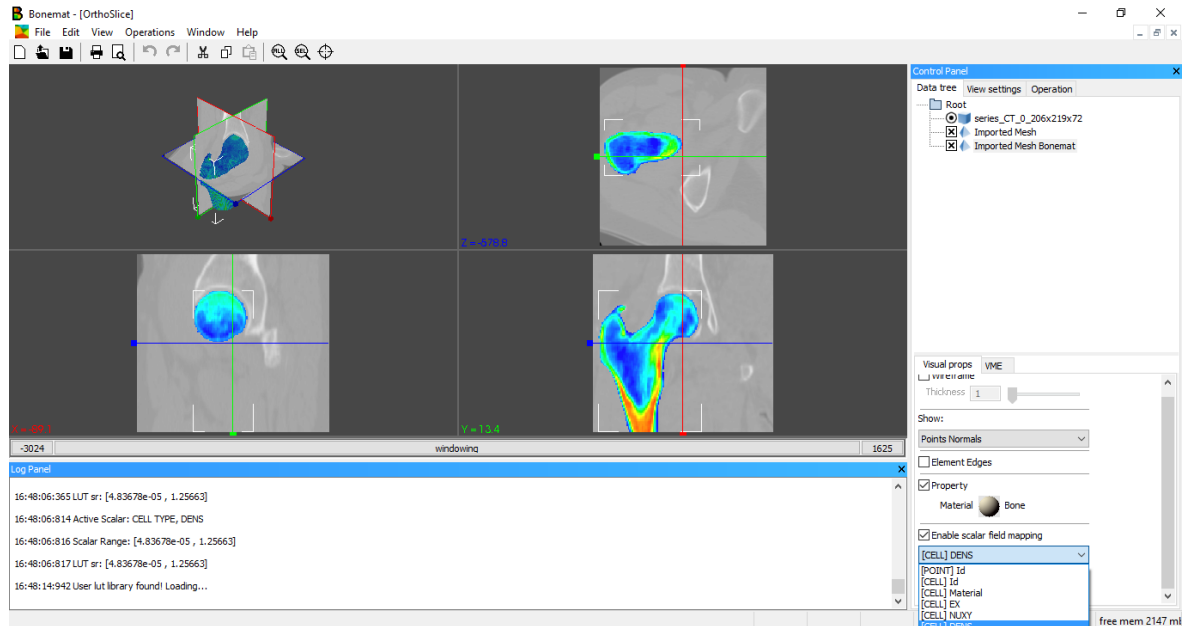 Bonemat - [OrthoSlice]
File Edit View Operations Window Help
ALL SEL
Control Panel
Data tree View settings Operation
Root
series_CT_0_206x219x72
Imported Mesh
Imported Mesh Bonemat
Z = -578.8
Y = 13.4
-3024 windowing 1625
Log Panel
16:48:06:365 LUT sr: [4.83678e-05 , 1.25663]
16:48:06:814 Active Scalar: CELL TYPE, DENS
16:48:06:816 Scalar Range: [4.83678e-05 , 1.25663]
16:48:06:817 LUT sr: [4.83678e-05 , 1.25663]
16:48:14:942 User lut library found! Loading...
Visual props VME
Wireframe
Thickness 1
Show:
Points Normals
Element Edges
Property
Material Bone
Enable scalar field mapping
[CELL] DENS
[POINT] Id
[CELL] Id
[CELL] Material
[CELL] EX
[CELL] NUXY
[CELL] DENS
free mem 2147 mb